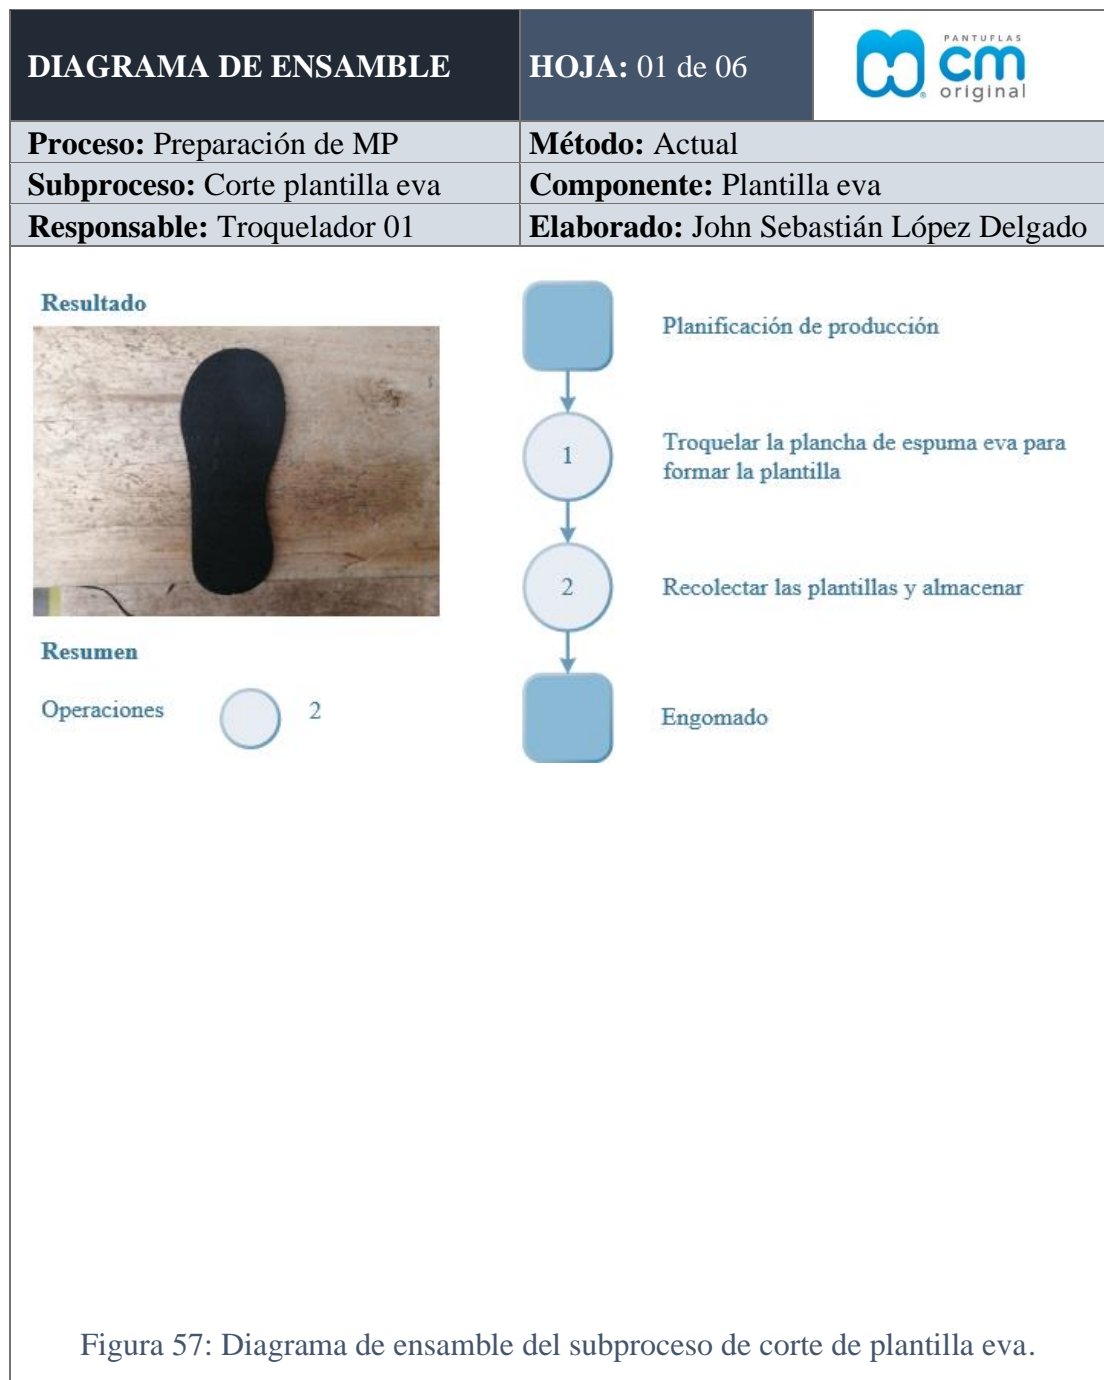 DIAGRAMA DE ENSAMBLE
HOJA: 01 de 06
PANTUFLAS
cm
original
Proceso: Preparación de MP
Método: Actual
Subproceso: Corte plantilla eva
Componente: Plantilla eva
Responsable: Troquelador 01
Elaborado: John Sebastián López Delgado
Resultado
Resumen
Operaciones
2
Planificación de producción
1
Troquelar la plancha de espuma eva para
formar la plantilla
2
Recolectar las plantillas y almacenar
Engomado
Figura 57: Diagrama de ensamble del subproceso de corte de plantilla eva.